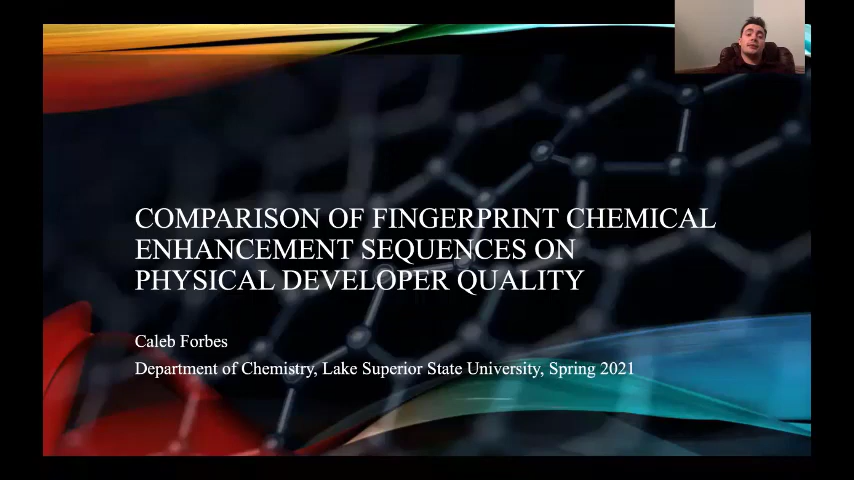 COMPARISON OF FINGERPRINT CHEMICAL
ENHANCEMENT SEQUENCES ON
PHYSICAL DEVELOPER QUALITY
Caleb Forbes
Department of Chemistry, Lake Superior State University, Spring 2021